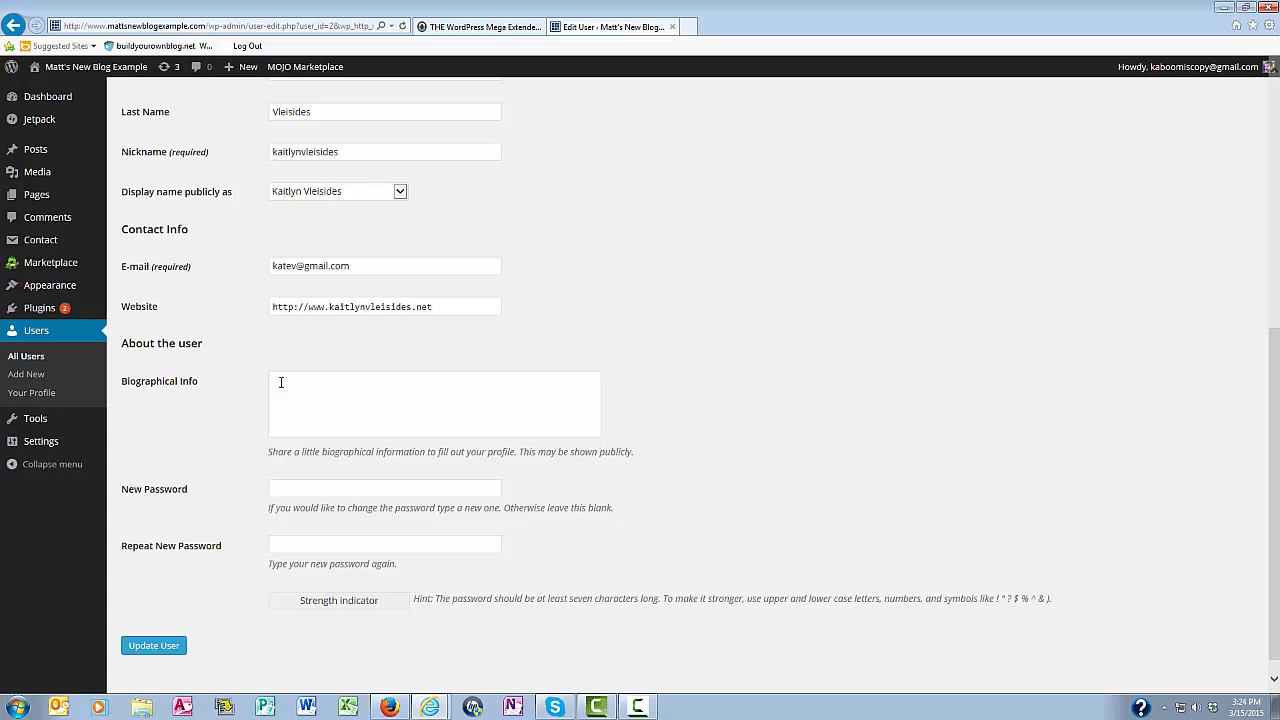 http://www.mattsnewblogexample.com/wp-admin/user-edit.php?user_id=2&wp_http_
THE WordPress Mega Extende...
Edit User ‹ Matt's New Blog...
Suggested Sites
buildyourownblog.net W...
Log Out
Matt's New Blog Example
3
0
New
MOJO Marketplace
Howdy, kaboomiscopy@gmail.com
Dashboard
Jetpack
Posts
Media
Pages
Comments
Contact
Marketplace
Appearance
Plugins 2
Users
All Users
Add New
Your Profile
Tools
Settings
Collapse menu
Last Name
Vleisides
Nickname (required)
kaitlynvleisides
Display name publicly as
Kaitlyn Vleisides
Contact Info
E-mail (required)
katev@gmail.com
Website
http://www.kaitlynvleisides.net
About the user
Biographical Info
Share a little biographical information to fill out your profile. This may be shown publicly.
New Password
If you would like to change the password type a new one. Otherwise leave this blank.
Repeat New Password
Type your new password again.
Strength indicator
Hint: The password should be at least seven characters long. To make it stronger, use upper and lower case letters, numbers, and symbols like ! " ? $ % ^ & ).
Update User
3:24 PM
3/15/2015